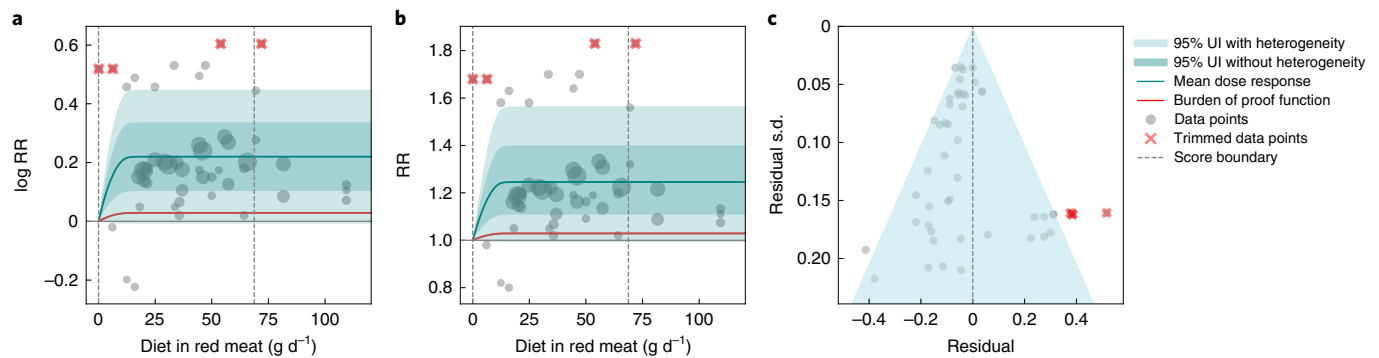 a
0.6
0.4
0.2
0
−0.2
log RR
0 25 50 75 100
Diet in red meat (g d−1)
b
1.8
1.6
1.4
1.2
1.0
0.8
RR
0 25 50 75 100
Diet in red meat (g d−1)
c
0
0.05
0.10
0.15
0.20
Residual s.d.
−0.4 −0.2 0 0.2 0.4
Residual
95% UI with heterogeneity
95% UI without heterogeneity
Mean dose response
Burden of proof function
Data points
Trimmed data points
Score boundary